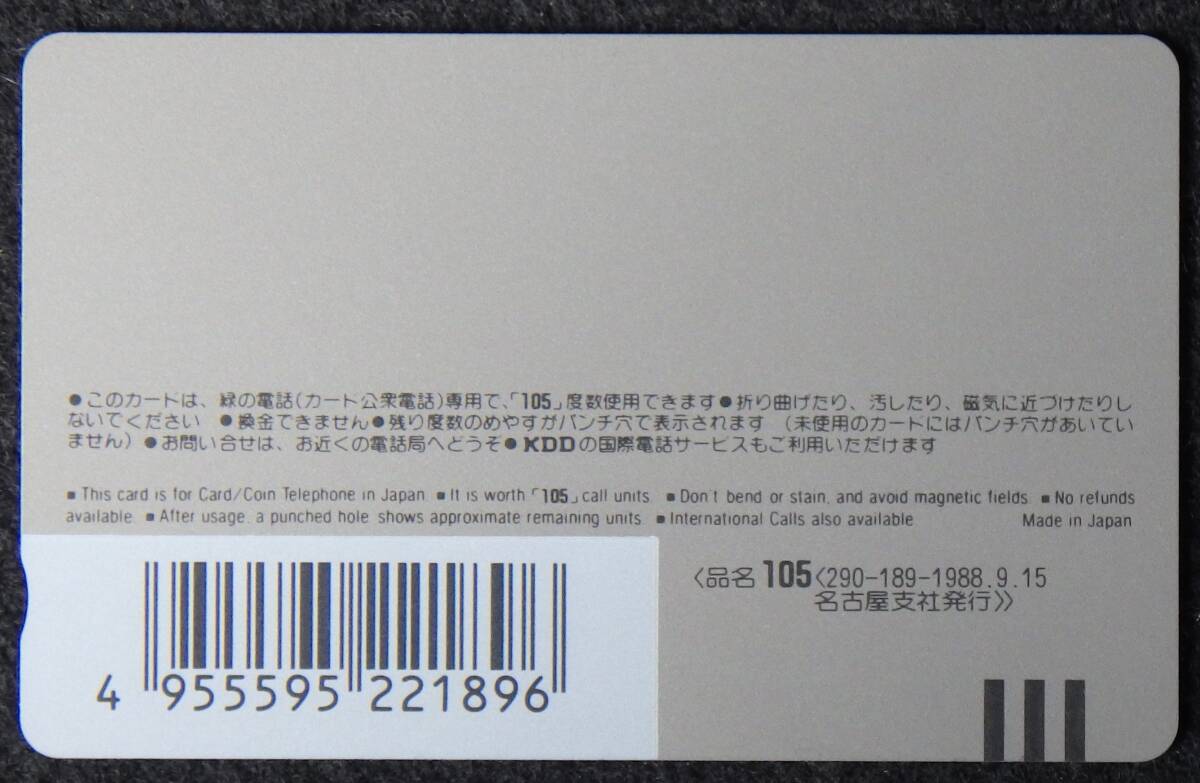 ●このカードは、緑の電話(カード公衆電話)専用で、「105」度数使用できます●折り曲げたり、汚したり、磁気に近づけたりし
ないでください ●換金できません●残り度数のめやすがパンチ穴で表示されます (未使用のカードにはパンチ穴があいてい
ません)●お問い合せは、お近くの電話局へどうぞ●KDDの国際電話サービスもご利用いただけます
■This card is for Card/Coin Telephone in Japan. ■It is worth「105」call units. ■Don't bend or stain, and avoid magnetic fields. ■No refunds
available. ■After usage, a punched hole shows approximate remaining units. ■International Calls also available. Made in Japan
〈品名 105〈290-189-1988.9.15
名古屋支社発行》〉
4 955595 221896